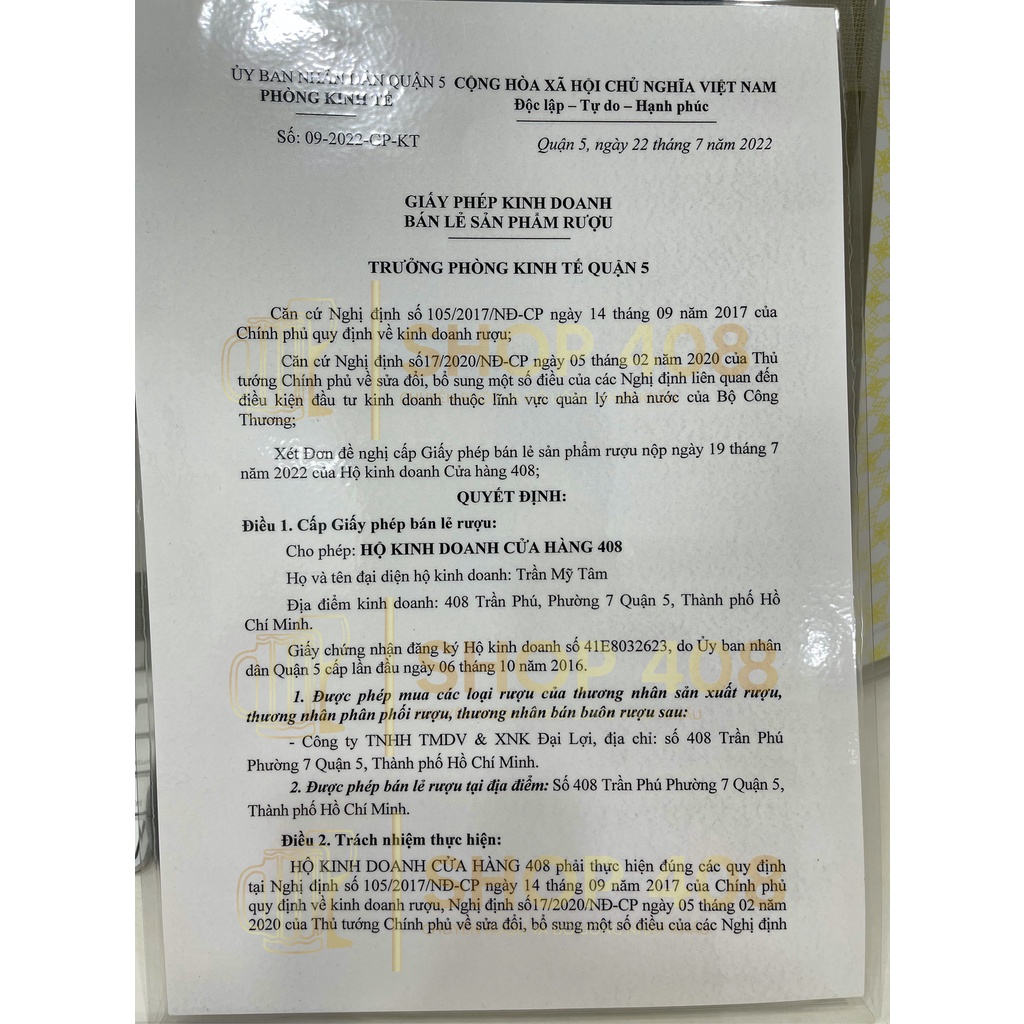 ỦY BAN NHÂN DÂN QUẬN 5 CỘNG HÒA XÃ HỘI CHỦ NGHĨA VIỆT NAM
PHÒNG KINH TẾ Độc lập – Tự do – Hạnh phúc
Số: 09-2022-CP-KT Quận 5, ngày 22 tháng 7 năm 2022
GIẤY PHÉP KINH DOANH
BÁN LẺ SẢN PHẨM RƯỢU
TRƯỞNG PHÒNG KINH TẾ QUẬN 5
Căn cứ Nghị định số 105/2017/NĐ-CP ngày 14 tháng 09 năm 2017 của
Chính phủ quy định về kinh doanh rượu;
SHOP 408
Căn cứ Nghị định số17/2020/NĐ-CP ngày 05 tháng 02 năm 2020 của Thủ
tướng Chính phủ về sửa đổi, bổ sung một số điều của các Nghị định liên quan đến
điều kiện đầu tư kinh doanh thuộc lĩnh vực quản lý nhà nước của Bộ Công
Thương;
Xét Đơn đề nghị cấp Giấy phép bán lẻ sản phẩm rượu nộp ngày 19 tháng 7
năm 2022 của Hộ kinh doanh Cửa hàng 408;
QUYẾT ĐỊNH:
Điều 1. Cấp Giấy phép bán lẻ rượu:
Cho phép: HỘ KINH DOANH CỬA HÀNG 408
Họ và tên đại diện hộ kinh doanh: Trần Mỹ Tâm
Địa điểm kinh doanh: 408 Trần Phú, Phường 7 Quận 5, Thành phố Hồ
Chí Minh.
Giấy chứng nhận đăng ký Hộ kinh doanh số 41E8032623, do Ủy ban nhân
dân Quận 5 cấp lần đầu ngày 06 tháng 10 năm 2016.
SHOP 408
1. Được phép mua các loại rượu của thương nhân sản xuất rượu,
thương nhân phân phối rượu, thương nhân bán buôn rượu sau:
- Công ty TNHH TMDV & XNK Đại Lợi, địa chỉ: số 408 Trần Phú
Phường 7 Quận 5, Thành phố Hồ Chí Minh.
2. Được phép bán lẻ rượu tại địa điểm: Số 408 Trần Phú Phường 7 Quận 5,
Thành phố Hồ Chí Minh.
Điều 2. Trách nhiệm thực hiện:
HỘ KINH DOANH CỬA HÀNG 408 phải thực hiện đúng các quy định
tại Nghị định số 105/2017/NĐ-CP ngày 14 tháng 09 năm 2017 của Chính phủ
SHOP 408
quy định về kinh doanh rượu, Nghị định số17/2020/NĐ-CP ngày 05 tháng 02 năm
2020 của Thủ tướng Chính phủ về sửa đổi, bổ sung một số điều của các Nghị định